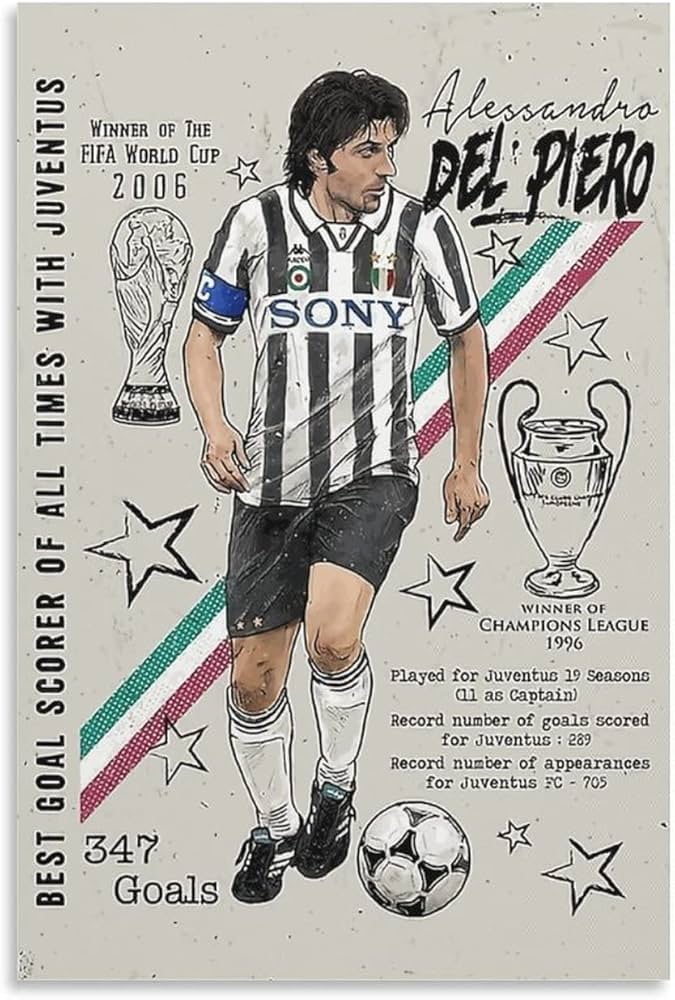 BEST GOAL SCORER OF ALL TIMES WITH JUVENTUS
WINNER OF THE
FIFA WORLD CUP
2006
Alessandro
DEL PIERO
C
SONY
WINNER OF
CHAMPIONS LEAGUE
1996
Played for Juventus 19 Seasons
(11 as Captain)
Record number of goals scored
for Juventus : 289
Record number of appearances
for Juventus FC - 705
347
Goals